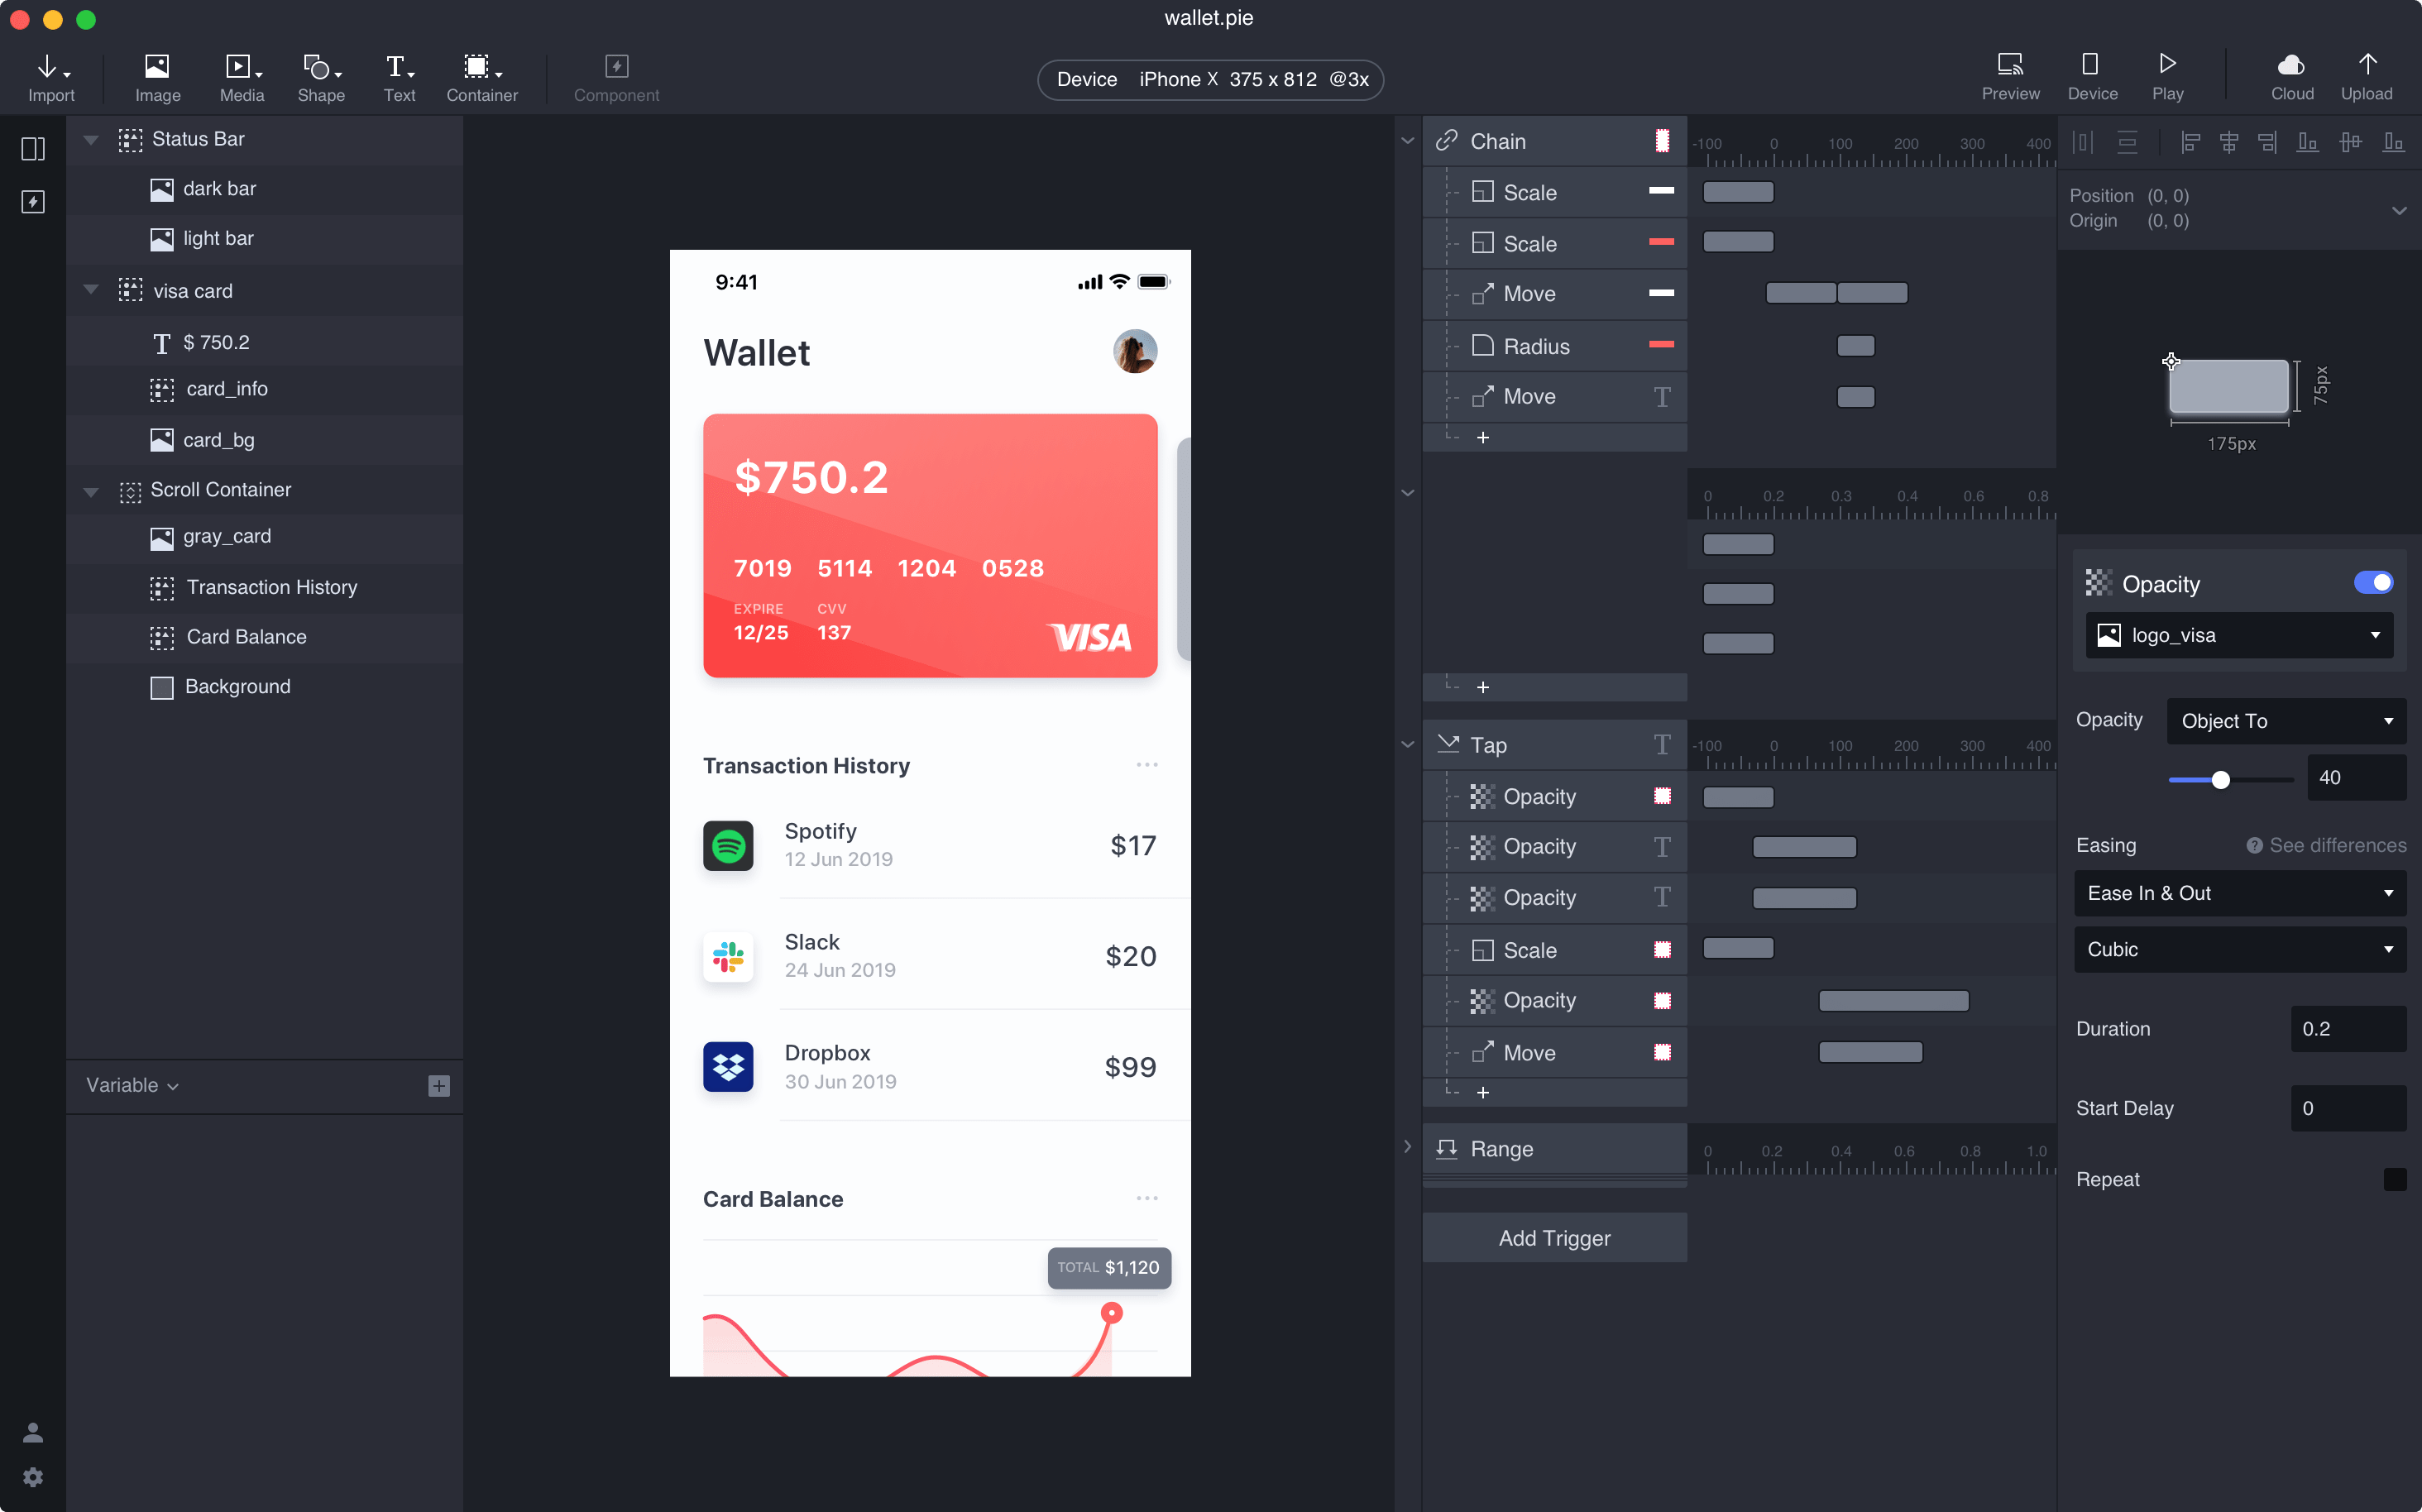 wallet.pie
Import
Image
Media
Shape
Text
Container
Component
Device iPhone X 375 x 812 @3x
Preview
Device
Play
Cloud
Upload
Status Bar
dark bar
light bar
visa card
$ 750.2
card_info
card_bg
Scroll Container
gray_card
Transaction History
Card Balance
Background
Variable
9:41
Wallet
$750.2
7019 5114 1204 0528
EXPIRE CVV
12/25 137
VISA
Transaction History
Spotify
12 Jun 2019
$17
Slack
24 Jun 2019
$20
Dropbox
30 Jun 2019
$99
Card Balance
TOTAL $1,120
Chain
Scale
Scale
Move
Radius
Move
+
-100 0 100 200 300 400
0 0.2 0.3 0.4 0.6 0.8
+
Tap
-100 0 100 200 300 400
Opacity
Opacity
Opacity
Scale
Opacity
Move
+
Range
0 0.2 0.4 0.6 0.8 1.0
Add Trigger
Position (0, 0)
Origin (0, 0)
75px
175px
Opacity
logo_visa
Opacity Object To
40
Easing ? See differences
Ease In & Out
Cubic
Duration 0.2
Start Delay 0
Repeat